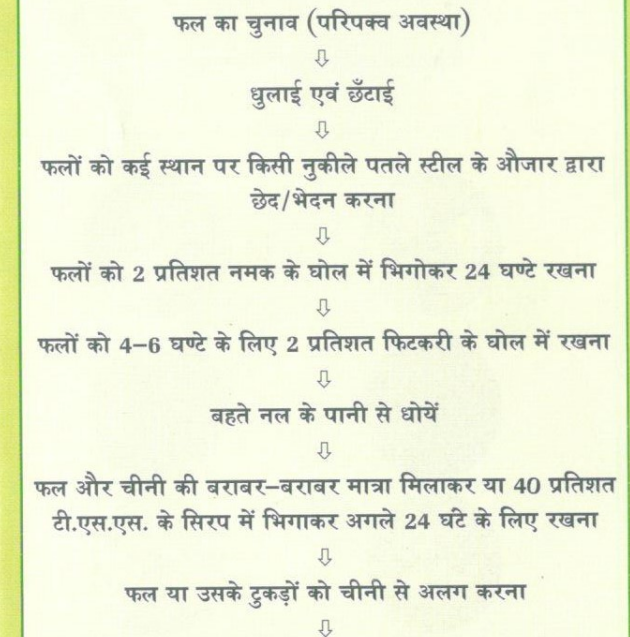 फल का चुनाव (परिपक्व अवस्था)
⇩
धुलाई एवं छँटाई
⇩
फलों को कई स्थान पर किसी नुकीले पतले स्टील के औजार द्वारा
छेद/भेदन करना
⇩
फलों को 2 प्रतिशत नमक के घोल में भिगोकर 24 घण्टे रखना
⇩
फलों को 4–6 घण्टे के लिए 2 प्रतिशत फिटकरी के घोल में रखना
⇩
बहते नल के पानी से धोयें
⇩
फल और चीनी की बराबर–बराबर मात्रा मिलाकर या 40 प्रतिशत
टी.एस.एस. के सिरप में भिगाकर अगले 24 घंटे के लिए रखना
⇩
फल या उसके टुकड़ों को चीनी से अलग करना
⇩